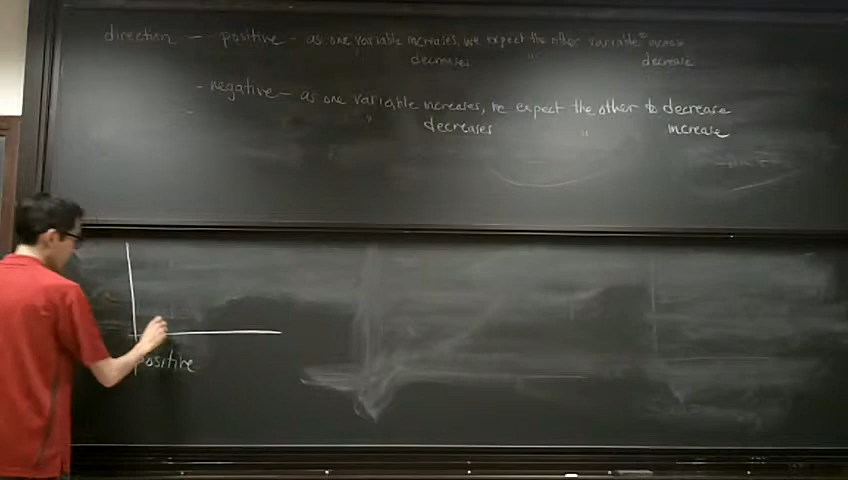 direction — positive - as one variable increases, we expect the other variable to increase
decreases " decrease
- negative - as one variable increases, we expect the other to decrease
" decreases " increase
positive